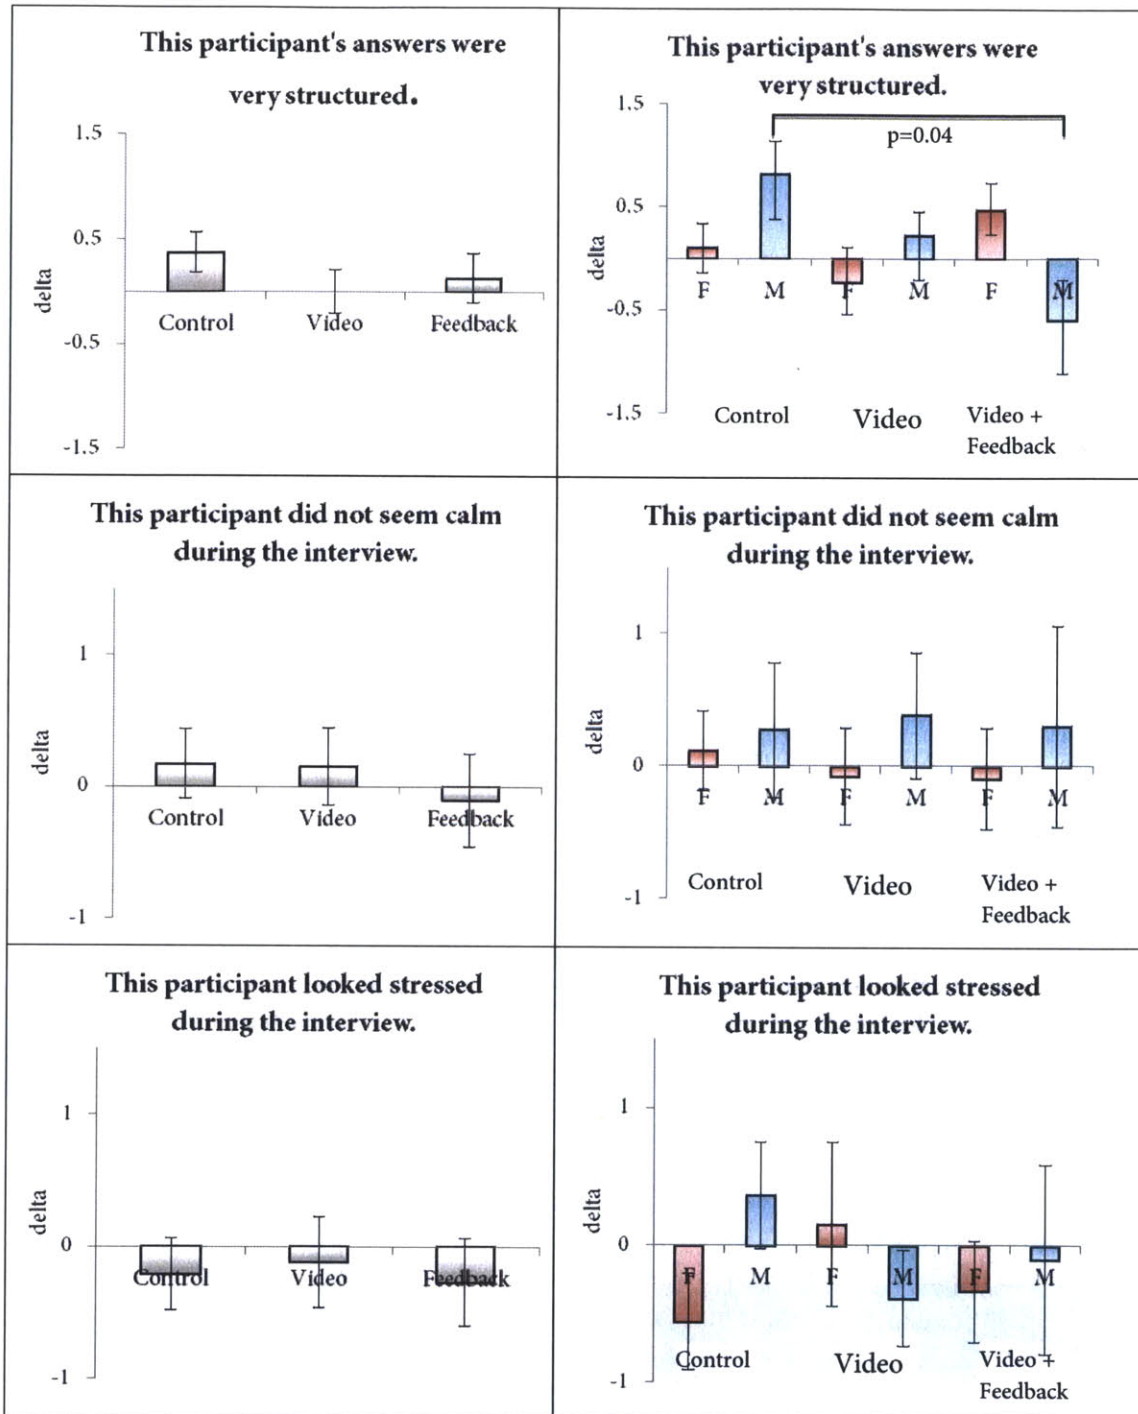 This participant's answers were
very structured.
1.5
0.5
-0.5
-1.5
delta
Control Video Feedback
This participant's answers were
very structured.
1.5
0.5
-0.5
-1.5
delta
p=0.04
F M F M F M
Control Video Video +
Feedback
This participant did not seem calm
during the interview.
1
0
-1
delta
Control Video Feedback
This participant did not seem calm
during the interview.
1
0
-1
delta
F M F M F M
Control Video Video +
Feedback
This participant looked stressed
during the interview.
1
0
-1
delta
Control Video Feedback
This participant looked stressed
during the interview.
1
0
-1
delta
F M F M F M
Control Video Video +
Feedback